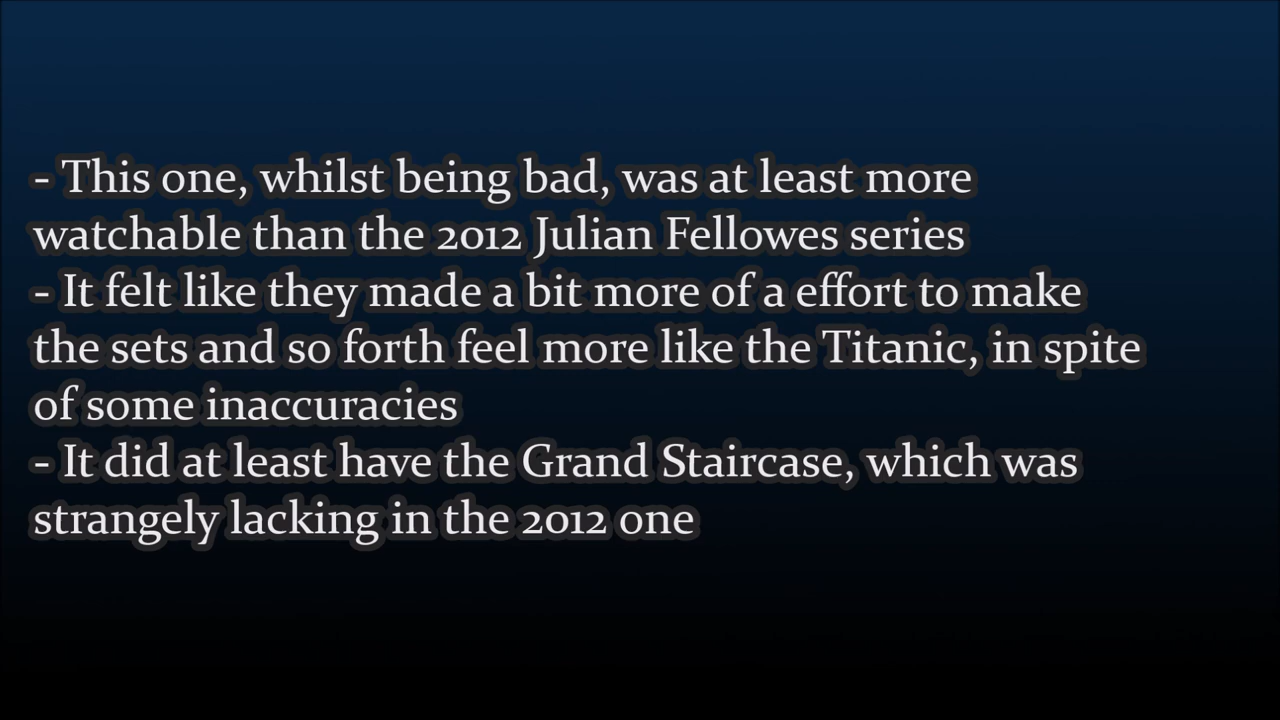 - This one, whilst being bad, was at least more
watchable than the 2012 Julian Fellowes series
- It felt like they made a bit more of a effort to make
the sets and so forth feel more like the Titanic, in spite
of some inaccuracies
- It did at least have the Grand Staircase, which was
strangely lacking in the 2012 one